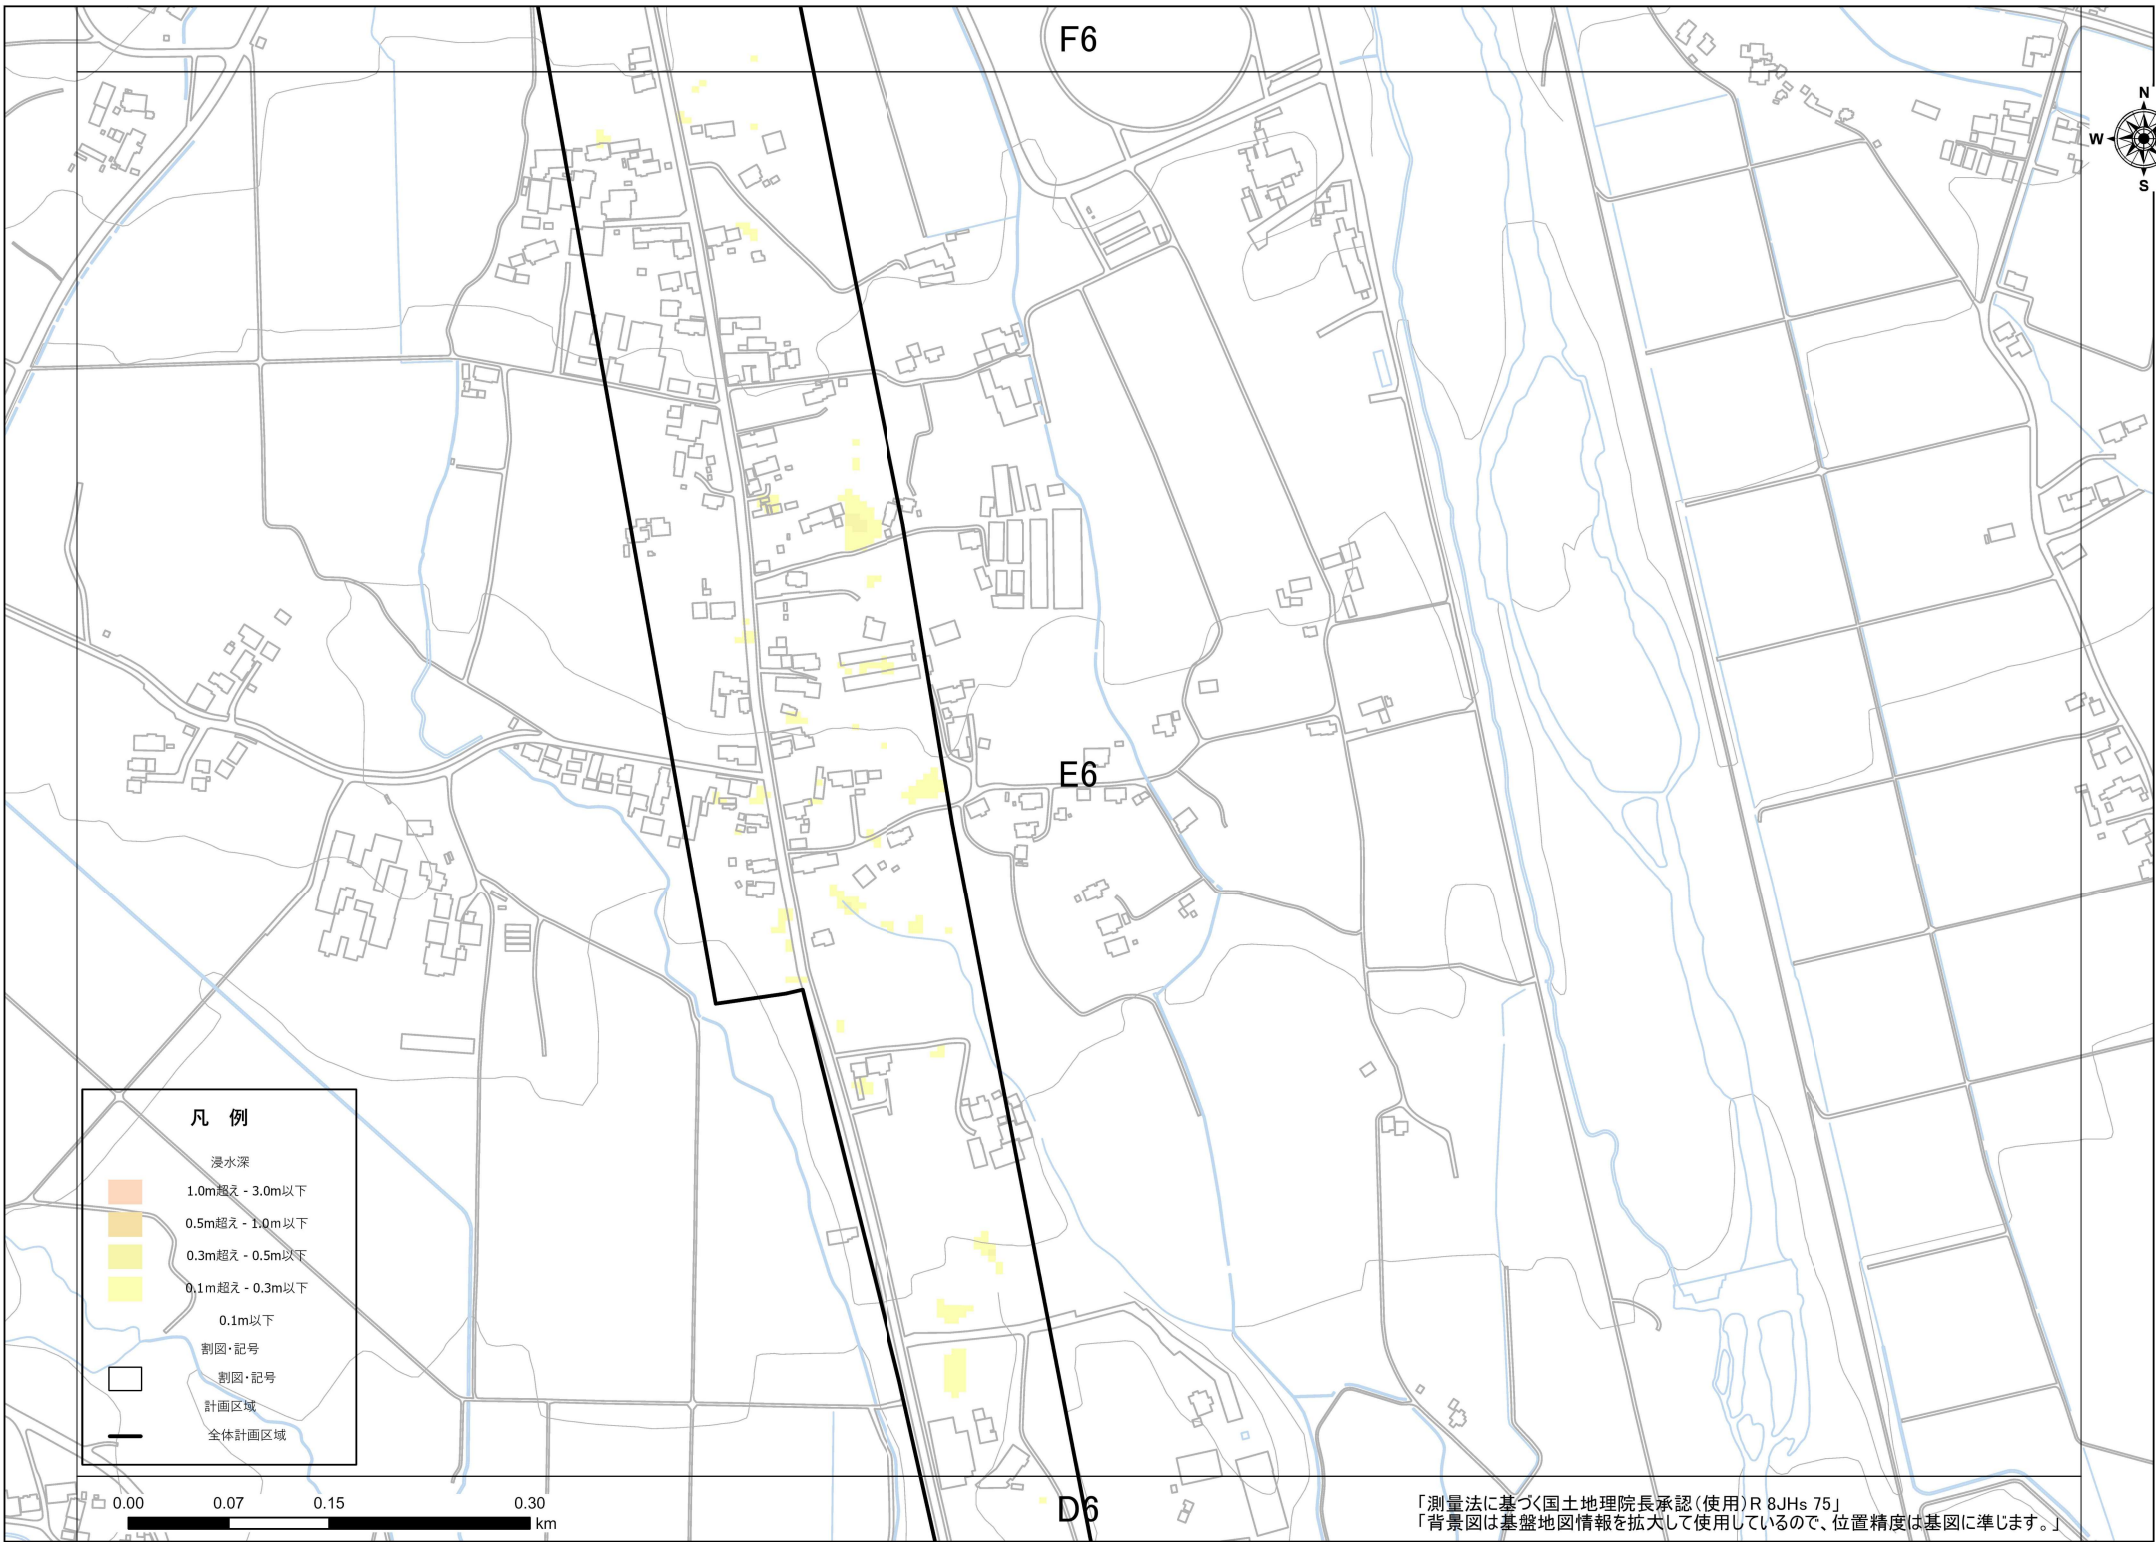 F6
N
W
S
E6
凡 例
浸水深
1.0m超え - 3.0m以下
0.5m超え - 1.0m以下
0.3m超え - 0.5m以下
0.1m超え - 0.3m以下
0.1m以下
割図・記号
割図・記号
計画区域
全体計画区域
0.00 0.07 0.15 0.30
km
D6
「測量法に基づく国土地理院長承認(使用)R 8JHs 75」
「背景図は基盤地図情報を拡大して使用しているので、位置精度は基図に準じます。」